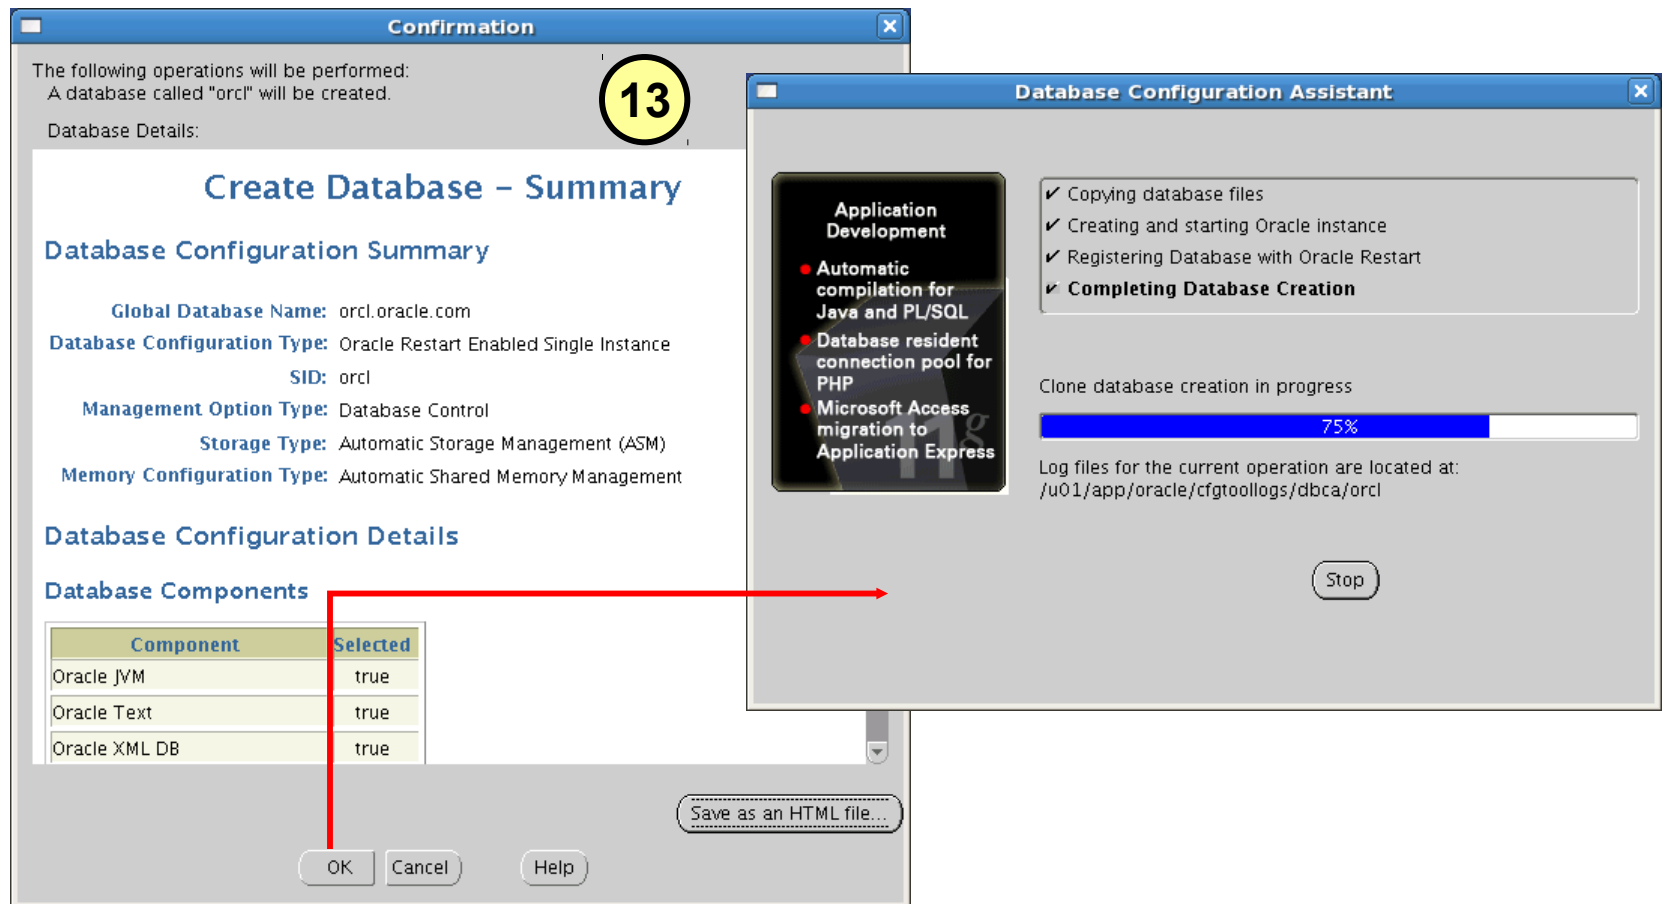 Confirmation
The following operations will be performed:
A database called "orcl" will be created.
13
Database Details:
Create Database – Summary
Database Configuration Summary
Global Database Name: orcl.oracle.com
Database Configuration Type: Oracle Restart Enabled Single Instance
SID: orcl
Management Option Type: Database Control
Storage Type: Automatic Storage Management (ASM)
Memory Configuration Type: Automatic Shared Memory Management
Database Configuration Details
Database Components
Component Selected
Oracle JVM true
Oracle Text true
Oracle XML DB true
Save as an HTML file...
OK Cancel Help
Database Configuration Assistant
Application
Development
Automatic
compilation for
Java and PL/SQL
Database resident
connection pool for
PHP
Microsoft Access
migration to
Application Express
11g
Copying database files
Creating and starting Oracle instance
Registering Database with Oracle Restart
Completing Database Creation
Clone database creation in progress
75%
Log files for the current operation are located at:
/u01/app/oracle/cfgtoollogs/dbca/orcl
Stop